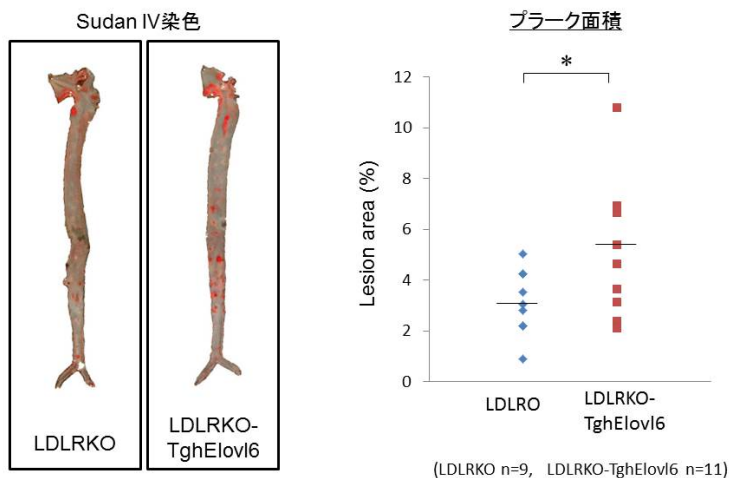 Sudan IV染色
LDLRKO
LDLRKO-
TghElovl6
プラーク面積
*
Lesion area (%)
12
10
8
6
4
2
0
LDLRO
LDLRKO-
TghElovl6
(LDLRKO n=9, LDLRKO-TghElovl6 n=11)